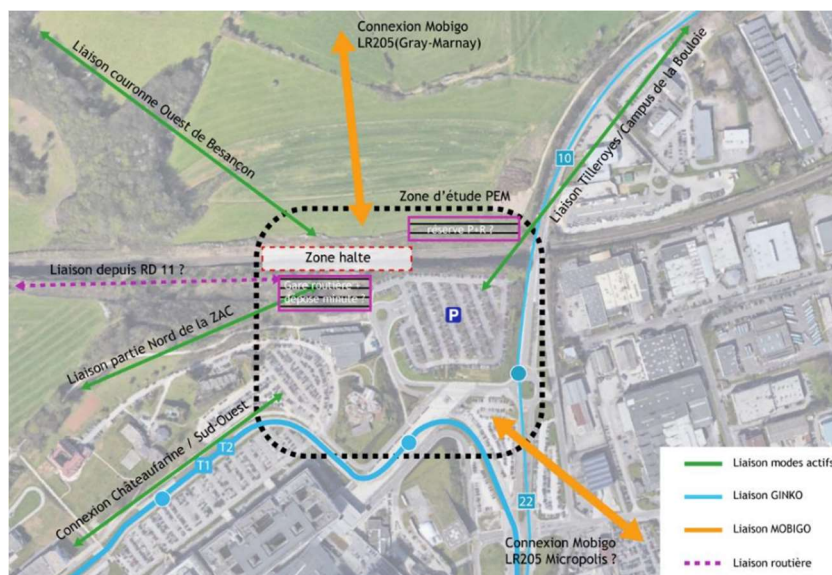 Connexion Mobigo
LR205(Gray-Marnay)
Liaison couronne Ouest de Besançon
Liaison Tilleroyes/Campus de la Bouloie
10
Zone d'étude PEM
réserve P+R ?
Zone halte
Liaison depuis RD 11 ?
Gare routière +
dépose minute ?
Liaison partie Nord de la ZAC
P
Connexion Châteaufarine / Sud-Ouest
T1
T2
22
Connexion Mobigo
LR205 Micropolis ?
Liaison modes actifs
Liaison GINKO
Liaison MOBIGO
Liaison routière